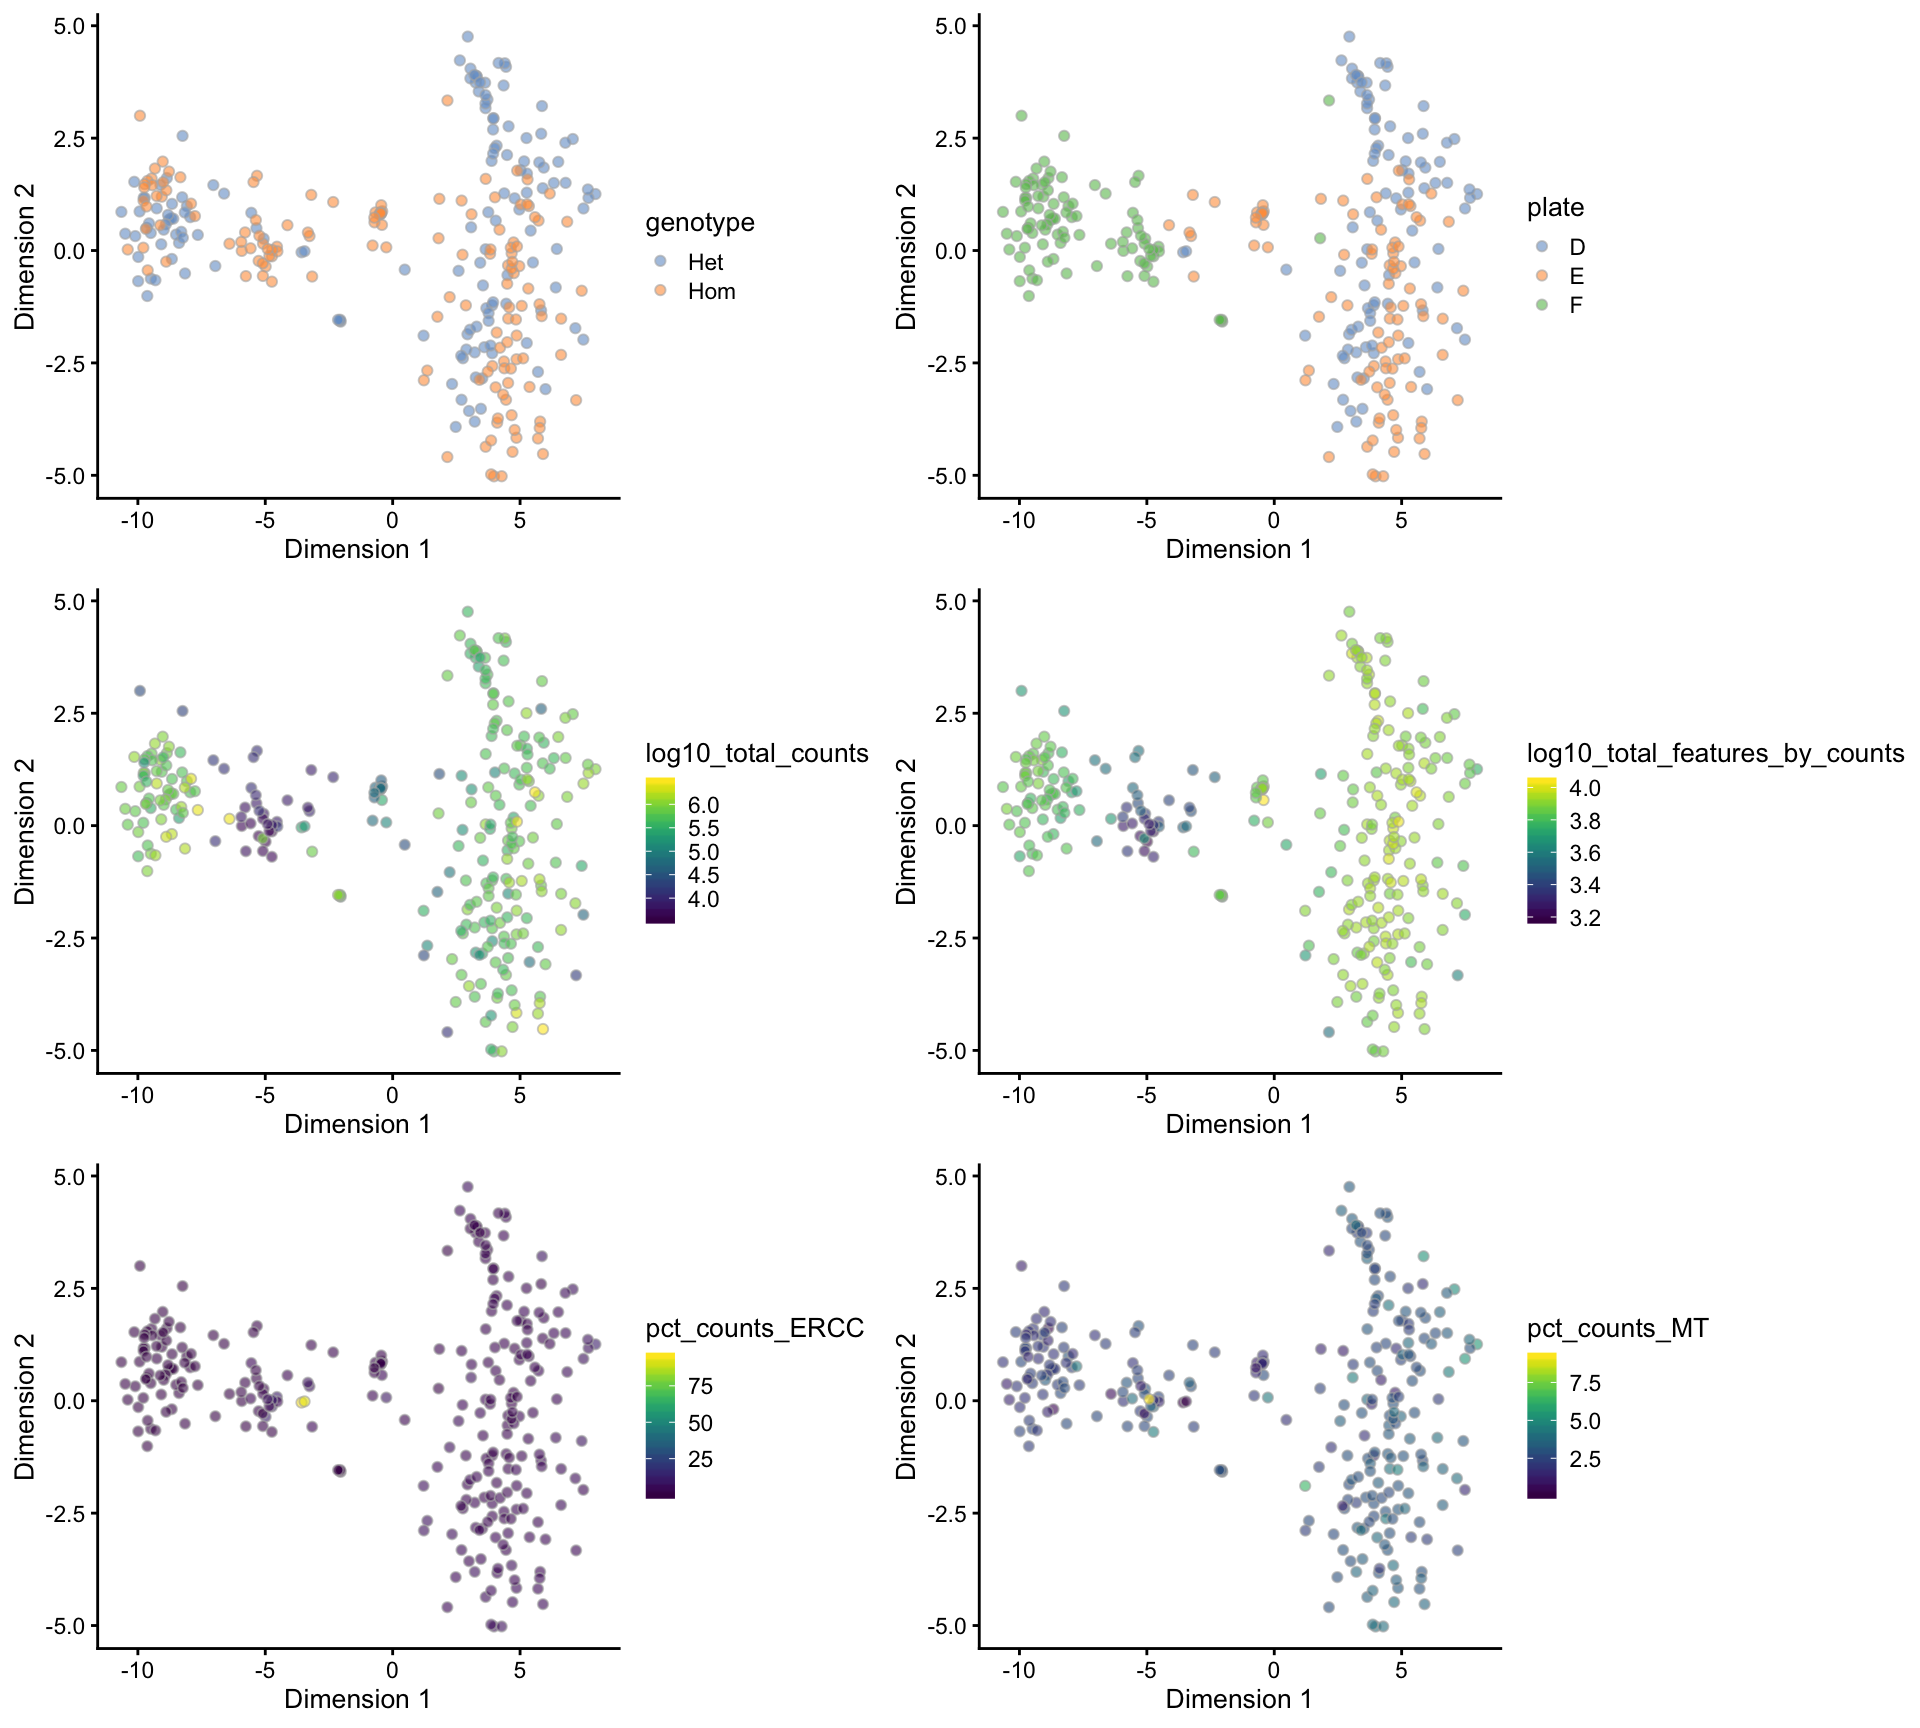 5.0
2.5
0.0
-2.5
-5.0
Dimension 2
-10 -5 0 5
Dimension 1
genotype
Het
Hom
5.0
2.5
0.0
-2.5
-5.0
Dimension 2
-10 -5 0 5
Dimension 1
plate
D
E
F
5.0
2.5
0.0
-2.5
-5.0
Dimension 2
-10 -5 0 5
Dimension 1
log10_total_counts
6.0
5.5
5.0
4.5
4.0
5.0
2.5
0.0
-2.5
-5.0
Dimension 2
-10 -5 0 5
Dimension 1
log10_total_features_by_counts
4.0
3.8
3.6
3.4
3.2
5.0
2.5
0.0
-2.5
-5.0
Dimension 2
-10 -5 0 5
Dimension 1
pct_counts_ERCC
75
50
25
5.0
2.5
0.0
-2.5
-5.0
Dimension 2
-10 -5 0 5
Dimension 1
pct_counts_MT
7.5
5.0
2.5